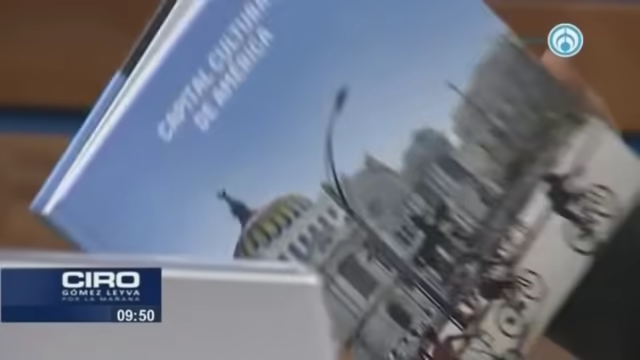 CAPITAL CULTURAL
DE AMÉRICA
CIRO
GÓMEZ LEYVA
POR LA MAÑANA
09:50